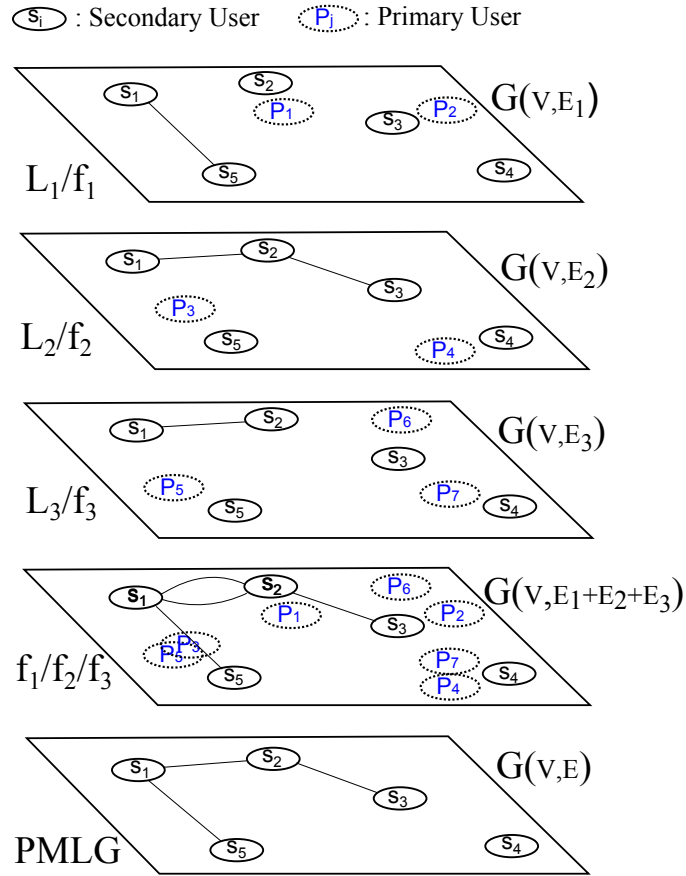 Sᵢ : Secondary User Pⱼ : Primary User
S₁ S₂ P₁ S₃ P₂ G(V,E₁)
S₅ S₄
L₁/f₁
S₁ S₂ S₃ G(V,E₂)
P₃ S₅ P₄ S₄
L₂/f₂
S₁ S₂ P₆ G(V,E₃)
S₃
P₅ S₅ P₇ S₄
L₃/f₃
S₁ S₂ P₆ G(V,E₁+E₂+E₃)
P₁ S₃ P₂
P₅ P₃ S₅ P₇ S₄
P₄
f₁/f₂/f₃
S₁ S₂ G(V,E)
S₃
S₅ S₄
PMLG